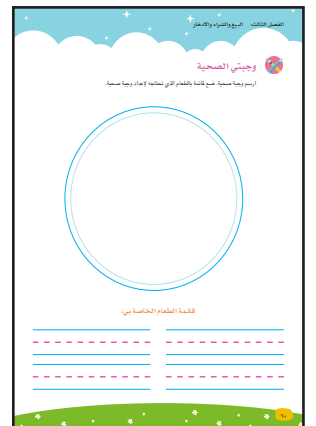 الفصل الثالث: البيع والشراء والادخار
وجبتي الصحية
ارسم وجبة صحية. ضع قائمة بالطعام الذي تحتاجه لإعداد وجبة صحية.
قائمة الطعام الخاصة بي:
٦٠